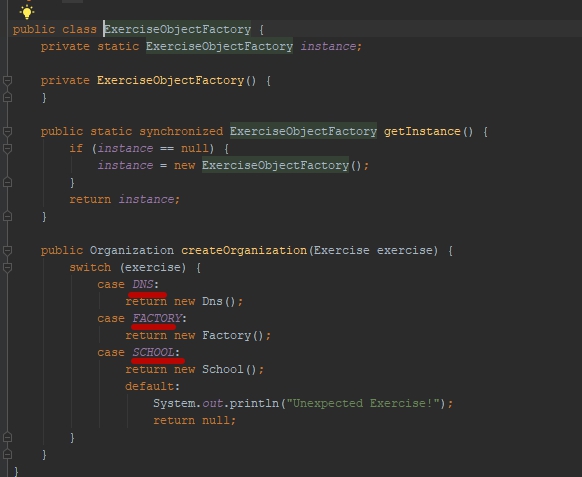 public class ExerciseObjectFactory {
private static ExerciseObjectFactory instance;
private ExerciseObjectFactory() {
}
public static synchronized ExerciseObjectFactory getInstance() {
if (instance == null) {
instance = new ExerciseObjectFactory();
}
return instance;
}
public Organization createOrganization(Exercise exercise) {
switch (exercise) {
case DNS:
return new Dns();
case FACTORY:
return new Factory();
case SCHOOL:
return new School();
default:
System.out.println("Unexpected Exercise!");
return null;
}
}
}